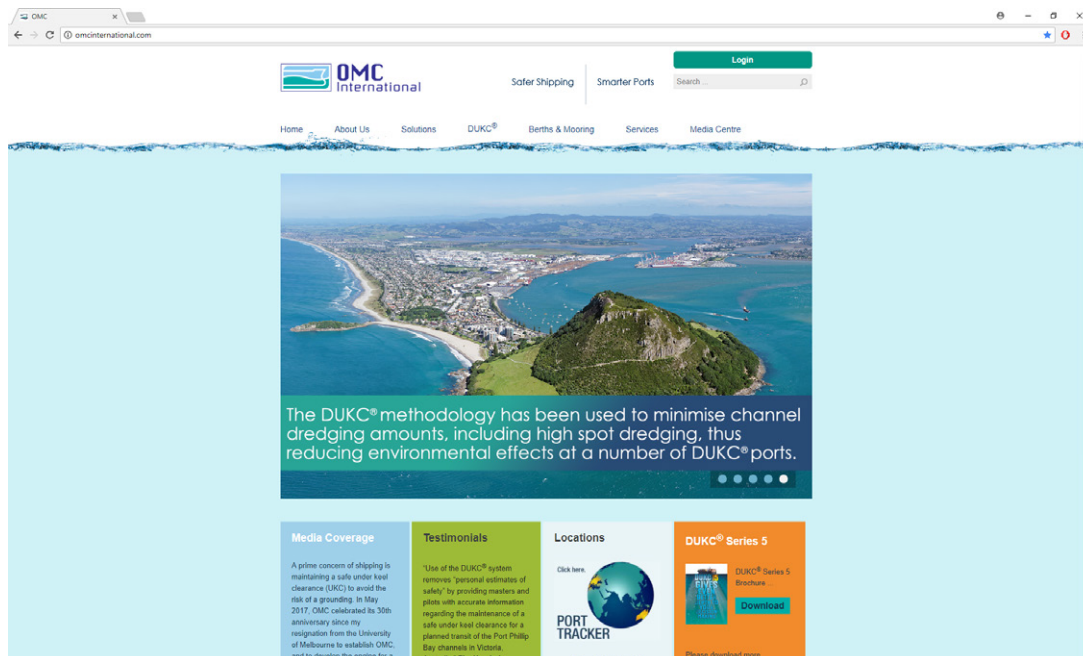 OMC
omcinternational.com
OMC
International
Safer Shipping
Smarter Ports
Login
Search ...
Home
About Us
Solutions
DUKC®
Berths & Mooring
Services
Media Centre
The DUKC® methodology has been used to minimise channel
dredging amounts, including high spot dredging, thus
reducing environmental effects at a number of DUKC® ports.
Media Coverage
A prime concern of shipping is
maintaining a safe under keel
clearance (UKC) to avoid the
risk of a grounding. In May
2017, OMC celebrated its 30th
anniversary since my
resignation from the University
of Melbourne to establish OMC,
Testimonials
"Use of the DUKC® system
removes "personal estimates of
safety" by providing masters and
pilots with accurate information
regarding the maintenance of a
safe under keel clearance for a
planned transit of the Port Phillip
Bay channels in Victoria.
Locations
Click here.
PORT
TRACKER
DUKC® Series 5
DUKC® Series 5
Brochure ...
Download
Please download more